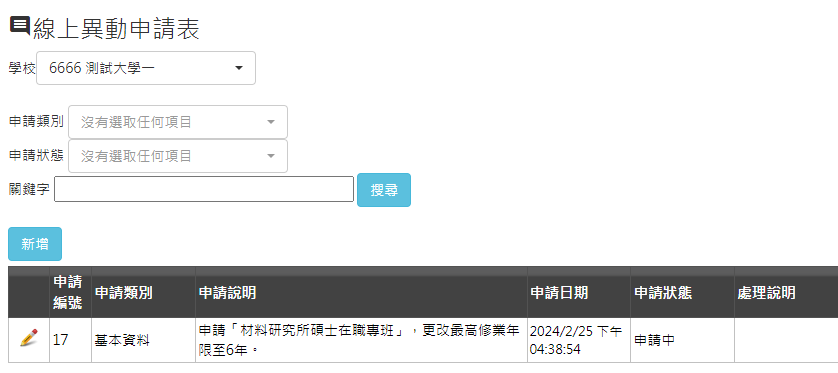 線上異動申請表
學校 6666 測試大學一
申請類別 沒有選取任何項目
申請狀態 沒有選取任何項目
關鍵字 搜尋
新增
申請編號 申請類別 申請說明 申請日期 申請狀態 處理說明
17 基本資料 申請「材料研究所碩士在職專班」，更改最高修業年限至6年。 2024/2/25 下午 04:38:54 申請中